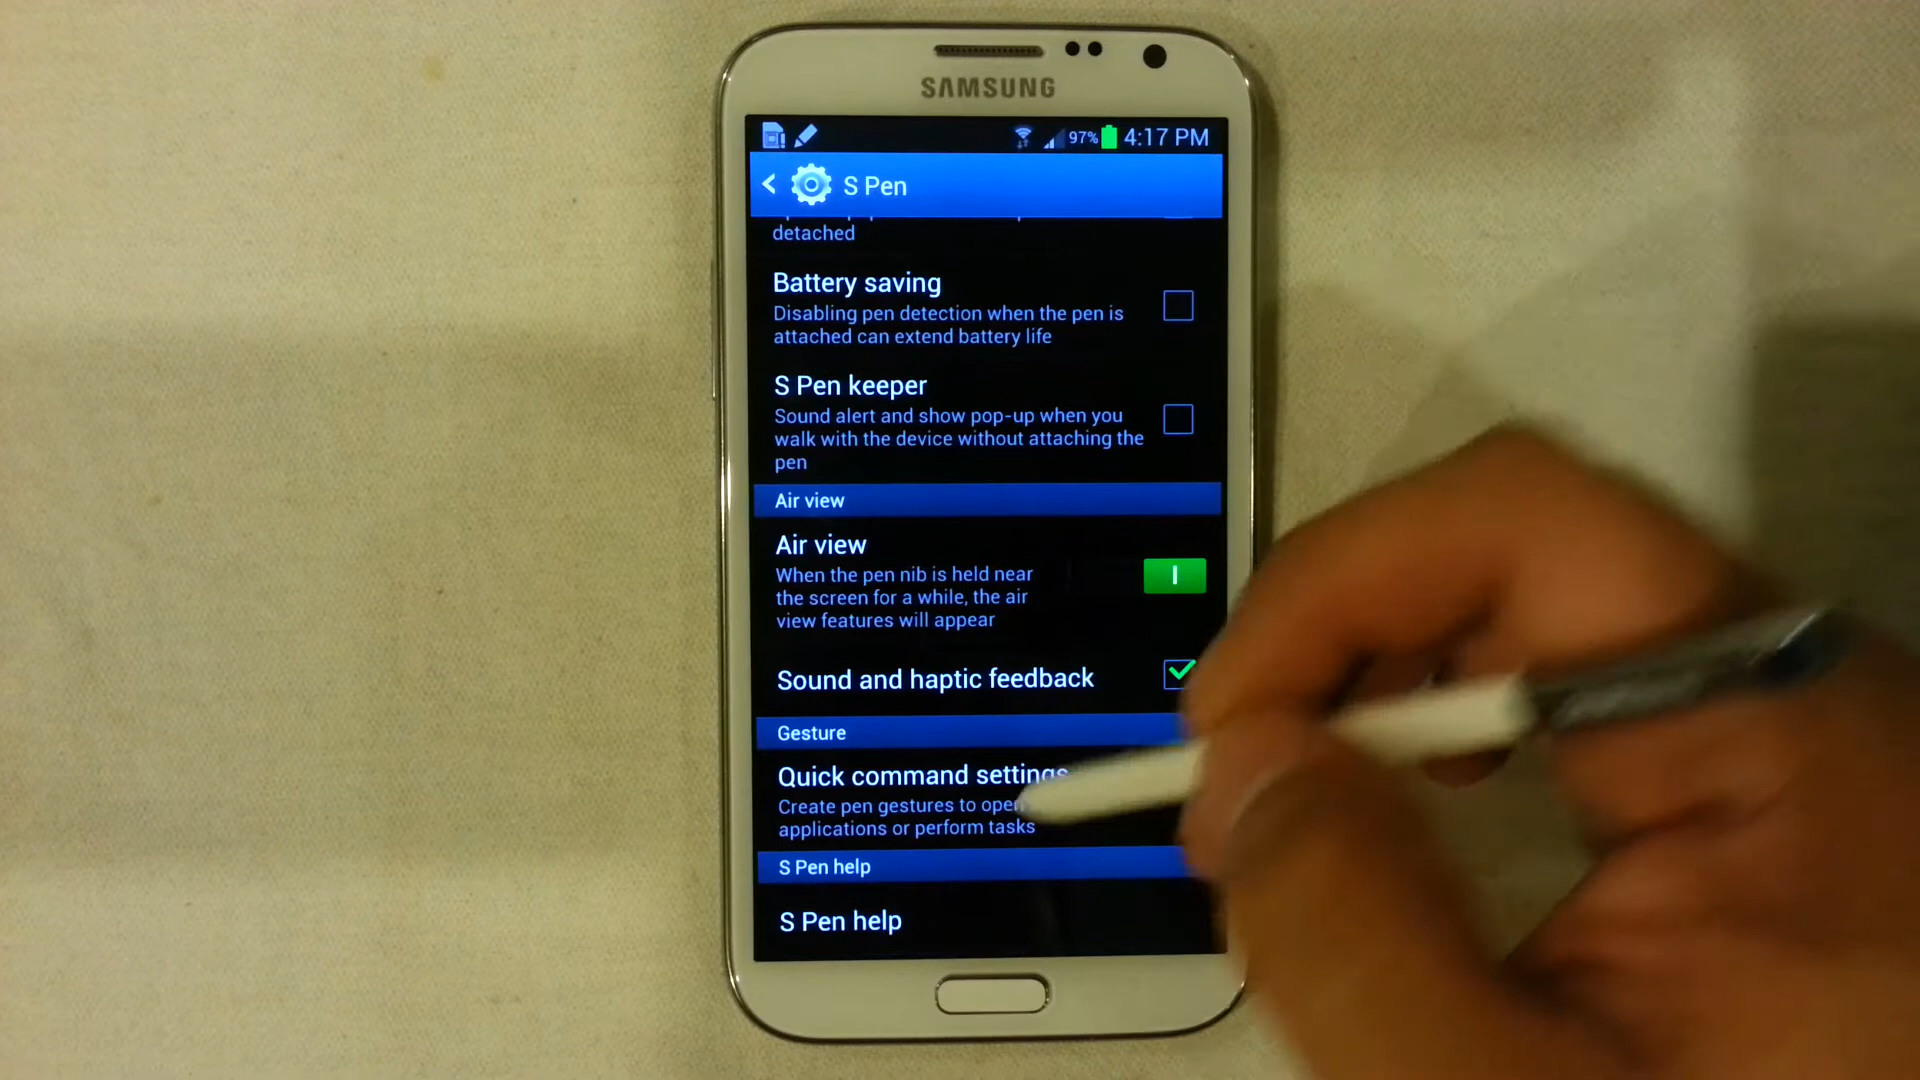 SAMSUNG
97% 4:17 PM
S Pen
detached
Battery saving
Disabling pen detection when the pen is
attached can extend battery life
S Pen keeper
Sound alert and show pop-up when you
walk with the device without attaching the
pen
Air view
Air view
When the pen nib is held near
the screen for a while, the air
view features will appear
Sound and haptic feedback
Gesture
Quick command settings
Create pen gestures to open
applications or perform tasks
S Pen help
S Pen help